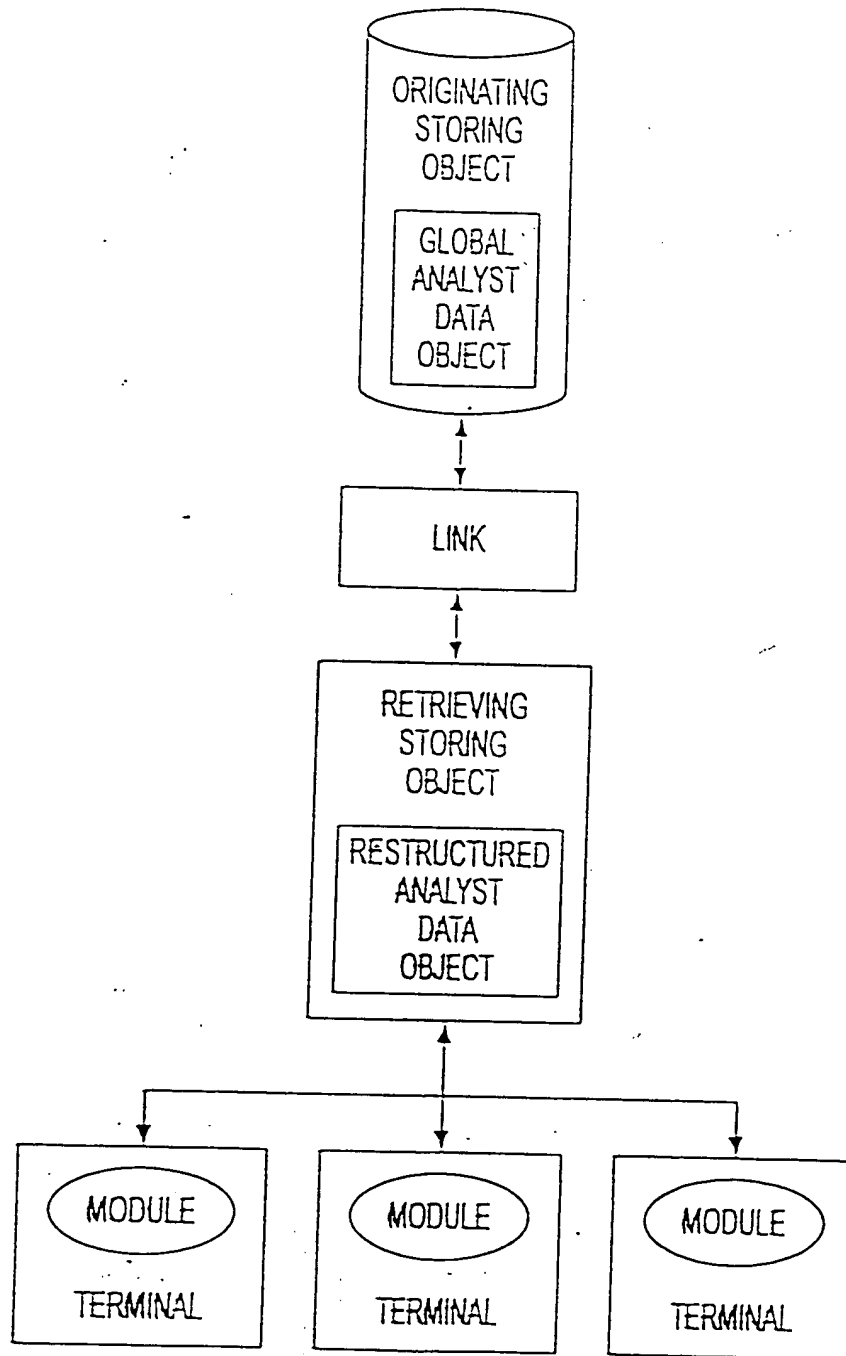 ORIGINATING
STORING
OBJECT
GLOBAL
ANALYST
DATA
OBJECT
LINK
RETRIEVING
STORING
OBJECT
RESTRUCTURED
ANALYST
DATA
OBJECT
MODULE
TERMINAL
MODULE
TERMINAL
MODULE
TERMINAL